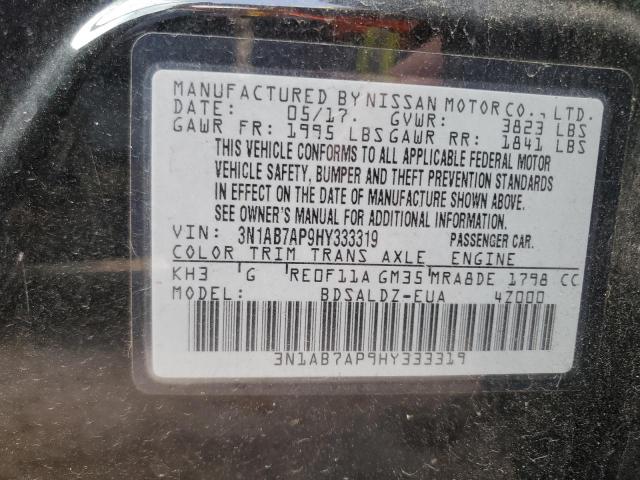 MANUFACTURED BY NISSAN MOTOR CO., LTD.
DATE: 05/17. GVWR: 3823 LBS
GAWR FR: 1995 LBS GAWR RR: 1841 LBS
THIS VEHICLE CONFORMS TO ALL APPLICABLE FEDERAL MOTOR
VEHICLE SAFETY, BUMPER AND THEFT PREVENTION STANDARDS
IN EFFECT ON THE DATE OF MANUFACTURE SHOWN ABOVE.
SEE OWNER'S MANUAL FOR ADDITIONAL INFORMATION.
VIN: 3N1AB7AP9HY333319 PASSENGER CAR.
COLOR TRIM TRANS AXLE ENGINE
KH3 G RE0F11A GM35 MRA8DE 1798 CC
MODEL: BDSALDZ-EUA 4Z000
3N1AB7AP9HY333319